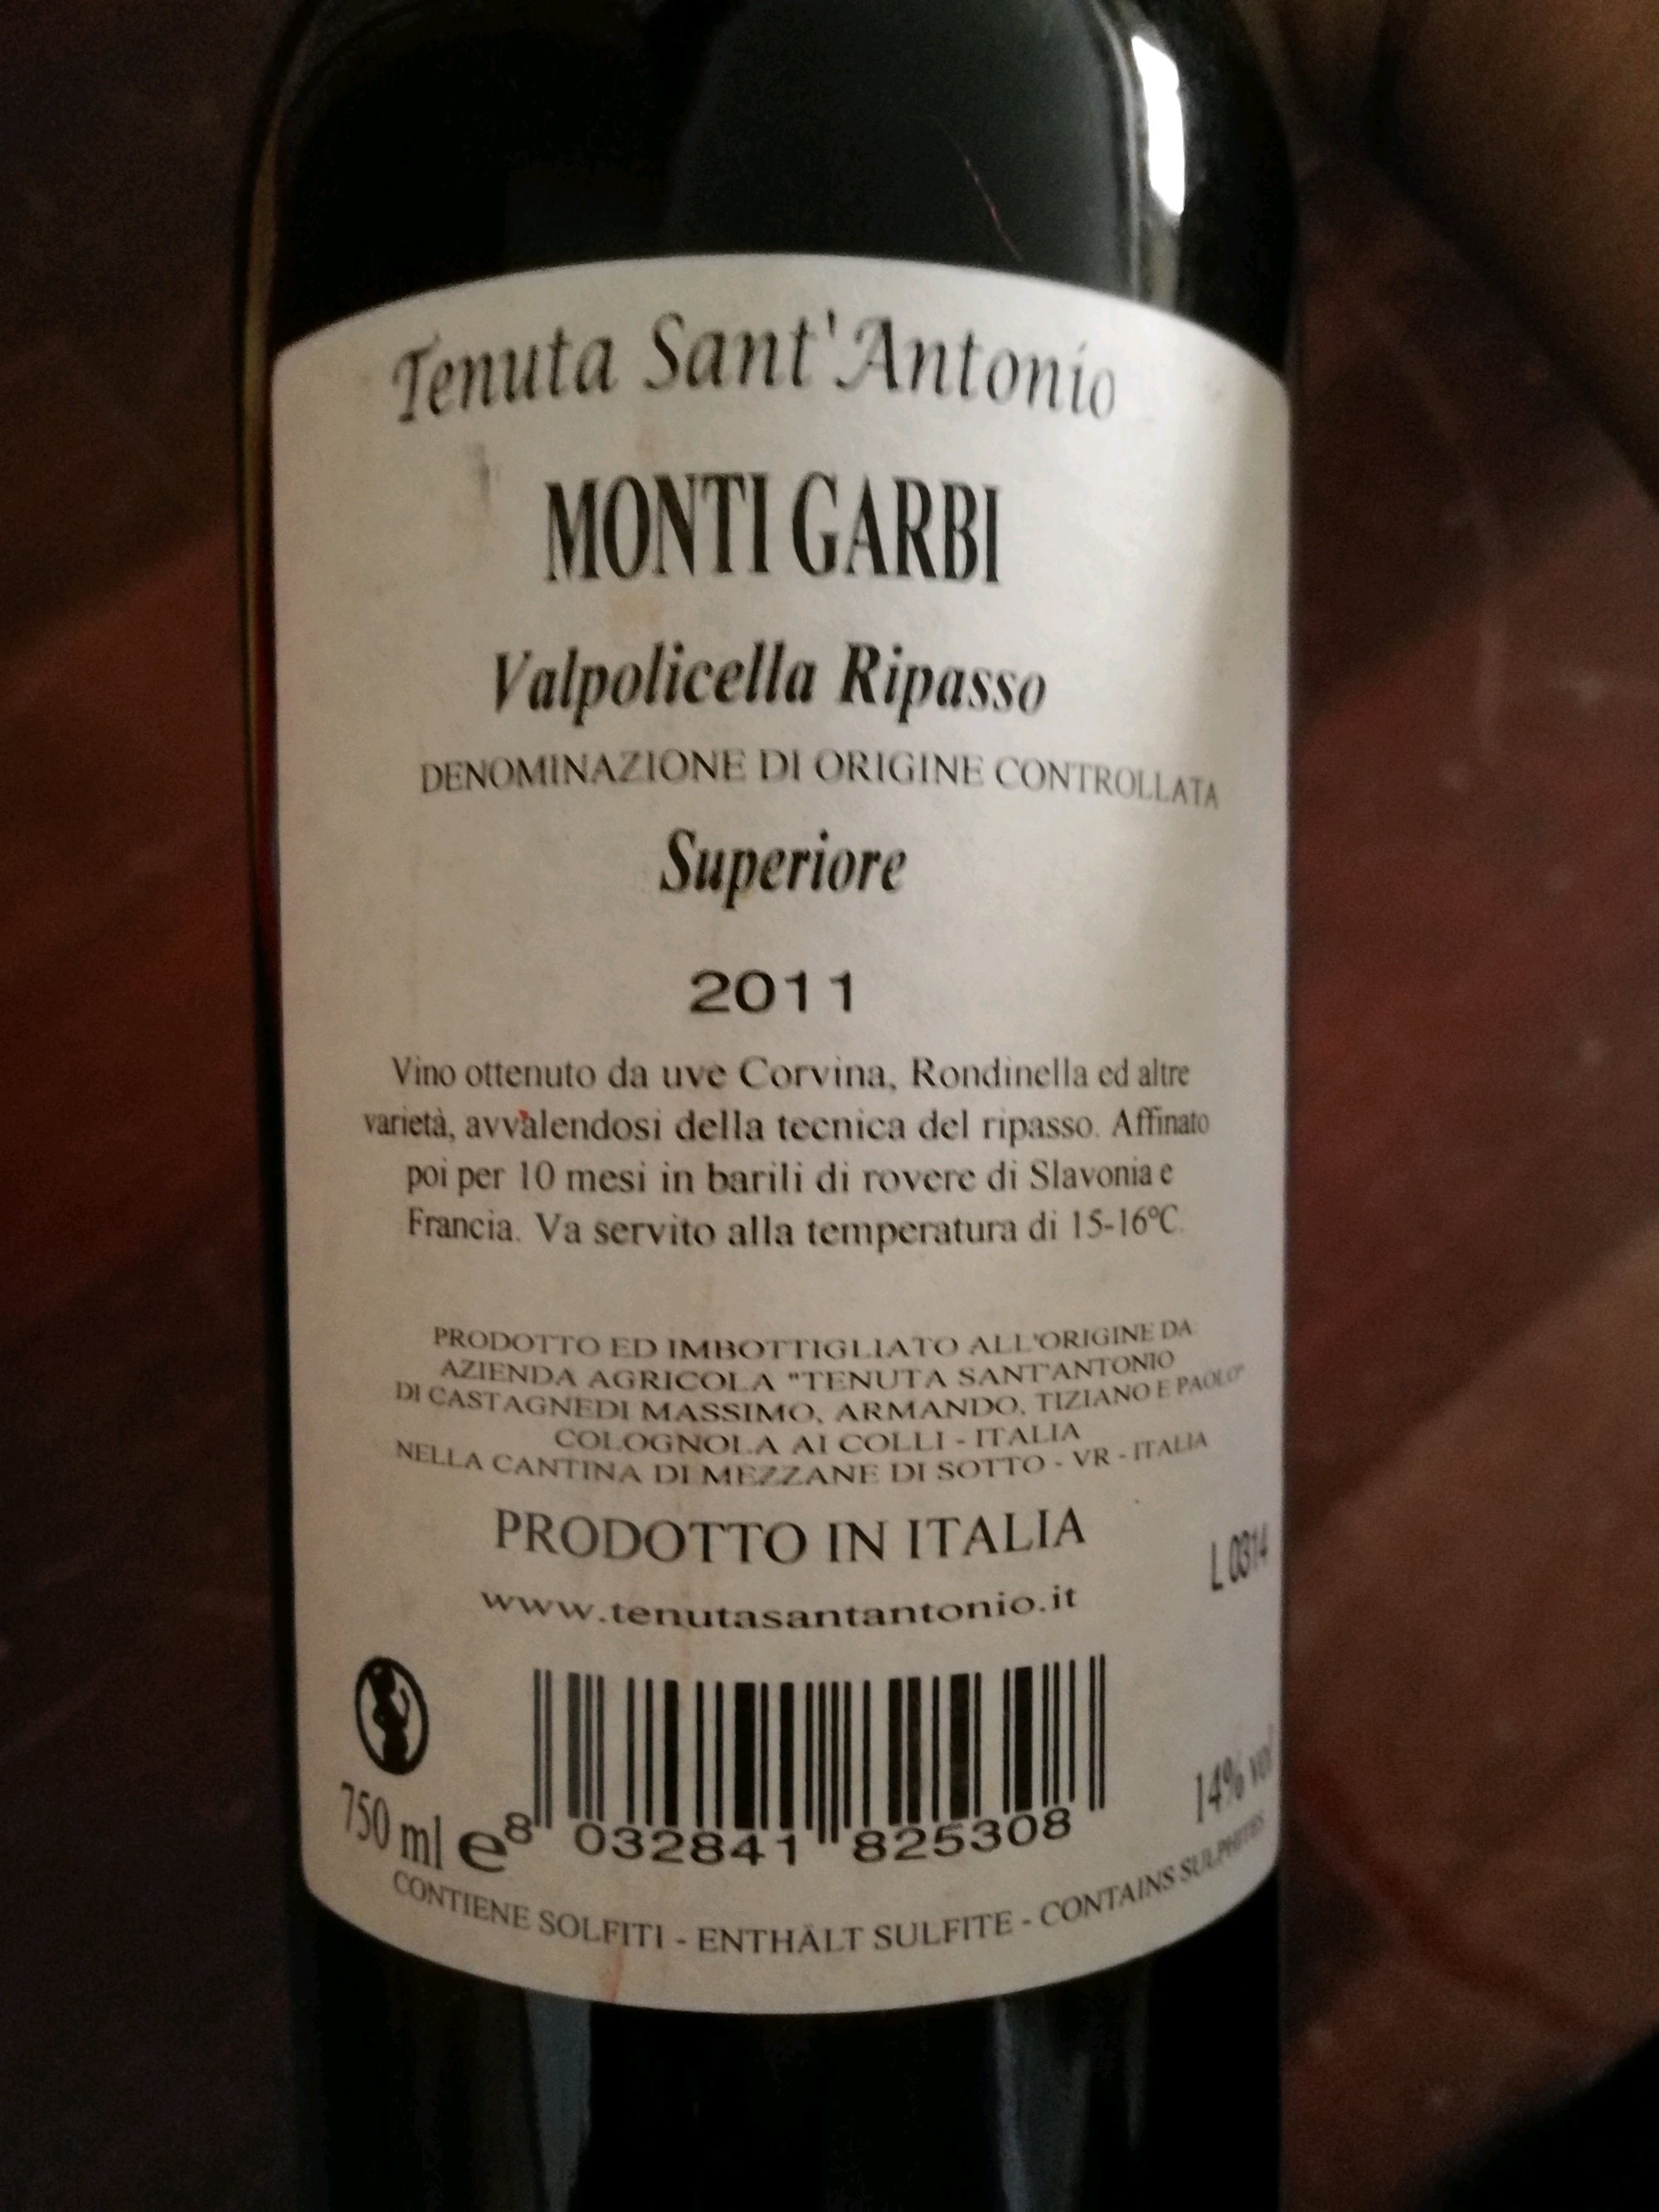 Tenuta Sant'Antonio
MONTI GARBI
Valpolicella Ripasso
DENOMINAZIONE DI ORIGINE CONTROLLATA
Superiore
2011
Vino ottenuto da uve Corvina, Rondinella ed altre
varietà, avvalendosi della tecnica del ripasso. Affinato
poi per 10 mesi in barili di rovere di Slavonia e
Francia. Va servito alla temperatura di 15-16°C.
PRODOTTO ED IMBOTTIGLIATO ALL'ORIGINE DA
AZIENDA AGRICOLA "TENUTA SANT'ANTONIO
DI CASTAGNEDI MASSIMO, ARMANDO, TIZIANO E PAOLO"
COLOGNOLA AI COLLI - ITALIA
NELLA CANTINA DI MEZZANE DI SOTTO - VR - ITALIA
PRODOTTO IN ITALIA
L 0314
www.tenutasantantonio.it
14% vol
750 ml e
8 032841 825308
CONTIENE SOLFITI - ENTHÄLT SULFITE - CONTAINS SULPHITES